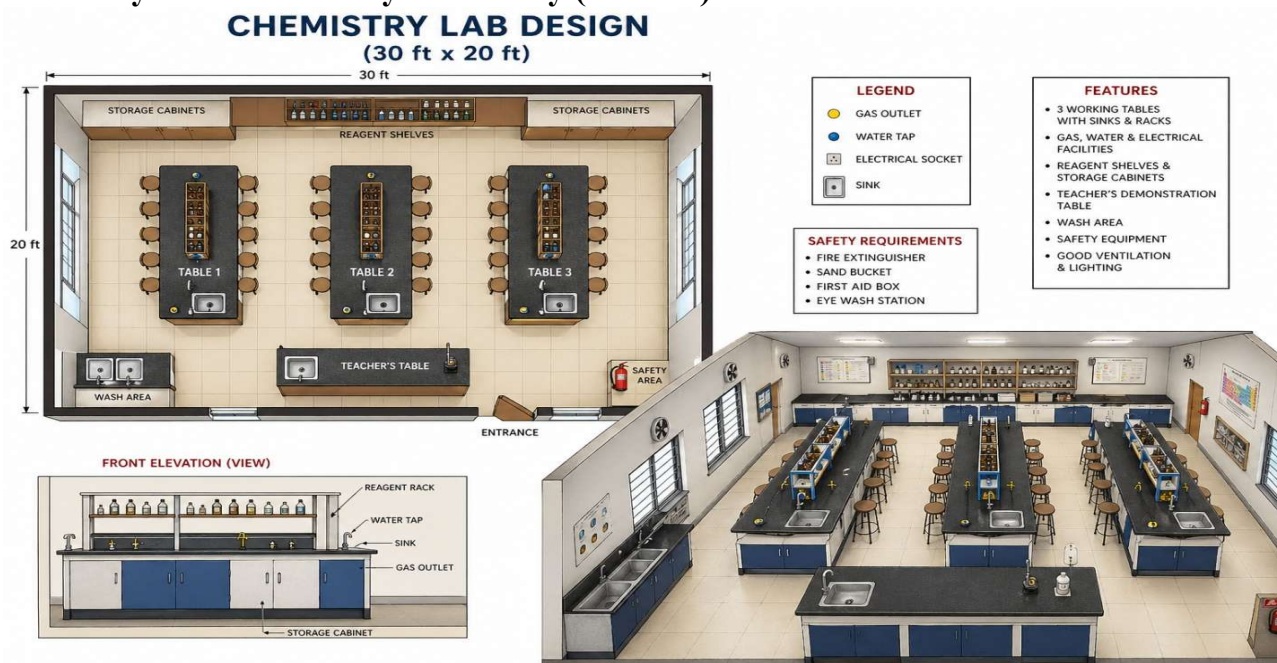 CHEMISTRY LAB DESIGN
(30 ft x 20 ft)
30 ft
20 ft
STORAGE CABINETS
REAGENT SHELVES
STORAGE CABINETS
TABLE 1
TABLE 2
TABLE 3
TEACHER'S TABLE
WASH AREA
SAFETY
AREA
ENTRANCE
LEGEND
GAS OUTLET
WATER TAP
ELECTRICAL SOCKET
SINK
FEATURES
• 3 WORKING TABLES
WITH SINKS & RACKS
• GAS, WATER & ELECTRICAL
FACILITIES
• REAGENT SHELVES &
STORAGE CABINETS
• TEACHER'S DEMONSTRATION
TABLE
• WASH AREA
• SAFETY EQUIPMENT
• GOOD VENTILATION
& LIGHTING
SAFETY REQUIREMENTS
• FIRE EXTINGUISHER
• SAND BUCKET
• FIRST AID BOX
• EYE WASH STATION
FRONT ELEVATION (VIEW)
REAGENT RACK
WATER TAP
SINK
GAS OUTLET
STORAGE CABINET